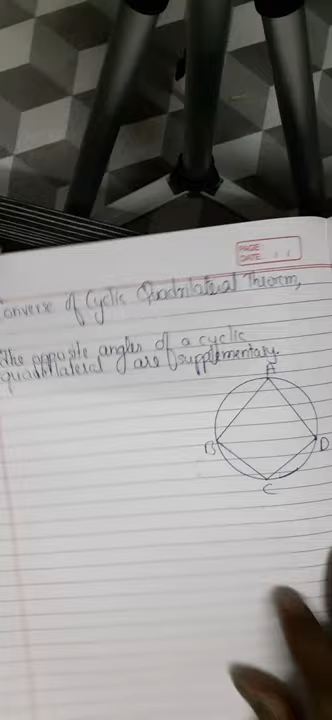 Converse of Cyclic Quadrilateral Theorem,
PAGE:
DATE:
The opposite angles of a cyclic
quadrilateral are supplementary.
A
B
D
C